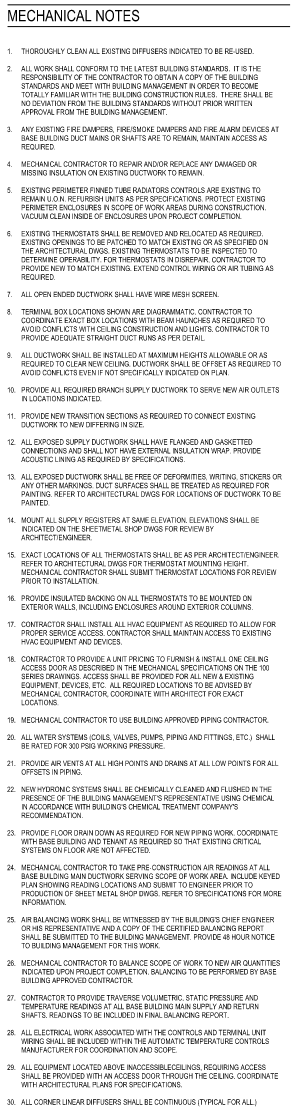 MECHANICAL NOTES
1. THOROUGHLY CLEAN ALL EXISTING DIFFUSERS INDICATED TO BE RE-USED.
2. ALL WORK SHALL CONFORM TO THE LATEST BUILDING STANDARDS. IT IS THE
RESPONSIBILITY OF THE CONTRACTOR TO OBTAIN A COPY OF THE BUILDING
STANDARDS AND MEET WITH BUILDING MANAGEMENT IN ORDER TO BECOME
TOTALLY FAMILIAR WITH THE BUILDING CONSTRUCTION RULES. THERE SHALL BE
NO DEVIATION FROM THE BUILDING STANDARDS WITHOUT PRIOR WRITTEN
APPROVAL FROM THE BUILDING MANAGEMENT.
3. ANY EXISTING FIRE DAMPERS, FIRE/SMOKE DAMPERS AND FIRE ALARM DEVICES AT
BASE BUILDING DUCT MAINS OR SHAFTS ARE TO REMAIN, MAINTAIN ACCESS AS
REQUIRED.
4. MECHANICAL CONTRACTOR TO REPAIR AND/OR REPLACE ANY DAMAGED OR
MISSING INSULATION ON EXISTING DUCTWORK TO REMAIN.
5. EXISTING PERIMETER FINNED TUBE RADIATORS CONTROLS ARE EXISTING TO
REMAIN U.O.N. REFURBISH UNITS AS PER SPECIFICATIONS. PROTECT EXISTING
PERIMETER ENCLOSURES IN SCOPE OF WORK AREAS DURING CONSTRUCTION.
VACUUM CLEAN INSIDE OF ENCLOSURES UPON PROJECT COMPLETION.
6. EXISTING THERMOSTATS SHALL BE REMOVED AND RELOCATED AS REQUIRED.
EXISTING OPENINGS TO BE PATCHED TO MATCH EXISTING OR AS SPECIFIED ON
THE ARCHITECTURAL DWGS. EXISTING THERMOSTATS TO BE INSPECTED TO
DETERMINE OPERABILITY. FOR THERMOSTATS IN DISREPAIR, CONTRACTOR TO
PROVIDE NEW TO MATCH EXISTING. EXTEND CONTROL WIRING OR AIR TUBING AS
REQUIRED.
7. ALL OPEN ENDED DUCTWORK SHALL HAVE WIRE MESH SCREEN.
8. TERMINAL BOX LOCATIONS SHOWN ARE DIAGRAMMATIC. CONTRACTOR TO
COORDINATE EXACT BOX LOCATIONS WITH BEAM HAUNCHES AS REQUIRED TO
AVOID CONFLICTS WITH CEILING CONSTRUCTION AND LIGHTS. CONTRACTOR TO
PROVIDE ADEQUATE STRAIGHT DUCT RUNS AS PER DETAIL.
9. ALL DUCTWORK SHALL BE INSTALLED AT MAXIMUM HEIGHTS ALLOWABLE OR AS
REQUIRED TO CLEAR NEW CEILING. DUCTWORK SHALL BE OFFSET AS REQUIRED TO
AVOID CONFLICTS EVEN IF NOT SPECIFICALLY INDICATED ON PLAN.
10. PROVIDE ALL REQUIRED BRANCH SUPPLY DUCTWORK TO SERVE NEW AIR OUTLETS
IN LOCATIONS INDICATED.
11. PROVIDE NEW TRANSITION SECTIONS AS REQUIRED TO CONNECT EXISTING
DUCTWORK TO NEW DIFFERING IN SIZE.
12. ALL EXPOSED SUPPLY DUCTWORK SHALL HAVE FLANGED AND GASKETTED
CONNECTIONS AND SHALL NOT HAVE EXTERNAL INSULATION WRAP. PROVIDE
ACOUSTIC LINING AS REQUIRED BY SPECIFICATIONS.
13. ALL EXPOSED DUCTWORK SHALL BE FREE OF DEFORMITIES, WRITING, STICKERS OR
ANY OTHER MARKINGS. DUCT SURFACES SHALL BE TREATED AS REQUIRED FOR
PAINTING. REFER TO ARCHITECTURAL DWGS FOR LOCATIONS OF DUCTWORK TO BE
PAINTED.
14. MOUNT ALL SUPPLY REGISTERS AT SAME ELEVATION. ELEVATIONS SHALL BE
INDICATED ON THE SHEETMETAL SHOP DWGS FOR REVIEW BY
ARCHITECT/ENGINEER.
15. EXACT LOCATIONS OF ALL THERMOSTATS SHALL BE AS PER ARCHITECT/ENGINEER.
REFER TO ARCHITECTURAL DWGS FOR THERMOSTAT MOUNTING HEIGHT.
MECHANICAL CONTRACTOR SHALL SUBMIT THERMOSTAT LOCATIONS FOR REVIEW
PRIOR TO INSTALLATION.
16. PROVIDE INSULATED BACKING ON ALL THERMOSTATS TO BE MOUNTED ON
EXTERIOR WALLS, INCLUDING ENCLOSURES AROUND EXTERIOR COLUMNS.
17. CONTRACTOR SHALL INSTALL ALL HVAC EQUIPMENT AS REQUIRED TO ALLOW FOR
PROPER SERVICE ACCESS. CONTRACTOR SHALL MAINTAIN ACCESS TO EXISTING
HVAC EQUIPMENT AND DEVICES.
18. CONTRACTOR TO PROVIDE A UNIT PRICING TO FURNISH & INSTALL ONE CEILING
ACCESS DOOR AS DESCRIBED IN THE MECHANICAL SPECIFICATIONS ON THE 100
SERIES DRAWINGS. ACCESS SHALL BE PROVIDED FOR ALL NEW & EXISTING
EQUIPMENT, DEVICES, ETC. ALL REQUIRED LOCATIONS TO BE ADVISED BY
MECHANICAL CONTRACTOR, COORDINATE WITH ARCHITECT FOR EXACT
LOCATIONS.
19. MECHANICAL CONTRACTOR TO USE BUILDING APPROVED PIPING CONTRACTOR.
20. ALL WATER SYSTEMS (COILS, VALVES, PUMPS, PIPING AND FITTINGS, ETC.) SHALL
BE RATED FOR 300 PSIG WORKING PRESSURE.
21. PROVIDE AIR VENTS AT ALL HIGH POINTS AND DRAINS AT ALL LOW POINTS FOR ALL
OFFSETS IN PIPING.
22. NEW HYDRONIC SYSTEMS SHALL BE CHEMICALLY CLEANED AND FLUSHED IN THE
PRESENCE OF THE BUILDING MANAGEMENT'S REPRESENTATIVE USING CHEMICAL
IN ACCORDANCE WITH BUILDING'S CHEMICAL TREATMENT COMPANY'S
RECOMMENDATION.
23. PROVIDE FLOOR DRAIN DOWN AS REQUIRED FOR NEW PIPING WORK. COORDINATE
WITH BASE BUILDING AND TENANT AS REQUIRED SO THAT EXISTING CRITICAL
SYSTEMS ON FLOOR ARE NOT AFFECTED.
24. MECHANICAL CONTRACTOR TO TAKE PRE-CONSTRUCTION AIR READINGS AT ALL
BASE BUILDING MAIN DUCTWORK SERVING SCOPE OF WORK AREA. INCLUDE KEYED
PLAN SHOWING READING LOCATIONS AND SUBMIT TO ENGINEER PRIOR TO
PRODUCTION OF SHEET METAL SHOP DWGS. REFER TO SPECIFICATIONS FOR MORE
INFORMATION.
25. AIR BALANCING WORK SHALL BE WITNESSED BY THE BUILDING'S CHIEF ENGINEER
OR HIS REPRESENTATIVE AND A COPY OF THE CERTIFIED BALANCING REPORT
SHALL BE SUBMITTED TO THE BUILDING MANAGEMENT. PROVIDE 48 HOUR NOTICE
TO BUILDING MANAGEMENT FOR THIS WORK.
26. MECHANICAL CONTRACTOR TO BALANCE SCOPE OF WORK TO NEW AIR QUANTITIES
INDICATED UPON PROJECT COMPLETION. BALANCING TO BE PERFORMED BY BASE
BUILDING APPROVED CONTRACTOR.
27. CONTRACTOR TO PROVIDE TRAVERSE VOLUMETRIC, STATIC PRESSURE AND
TEMPERATURE READINGS AT ALL BASE BUILDING MAIN SUPPLY AND RETURN
SHAFTS. READINGS TO BE INCLUDED IN FINAL BALANCING REPORT.
28. ALL ELECTRICAL WORK ASSOCIATED WITH THE CONTROLS AND TERMINAL UNIT
WIRING SHALL BE INCLUDED WITHIN THE AUTOMATIC TEMPERATURE CONTROLS
MANUFACTURER FOR COORDINATION AND SCOPE.
29. ALL EQUIPMENT LOCATED ABOVE INACCESSIBLECEILINGS, REQUIRING ACCESS
SHALL BE PROVIDED WITH AN ACCESS DOOR THROUGH THE CEILING. COORDINATE
WITH ARCHITECTURAL PLANS FOR SPECIFICATIONS.
30. ALL CORNER LINEAR DIFFUSERS SHALL BE CONTINUOUS (TYPICAL FOR ALL.)